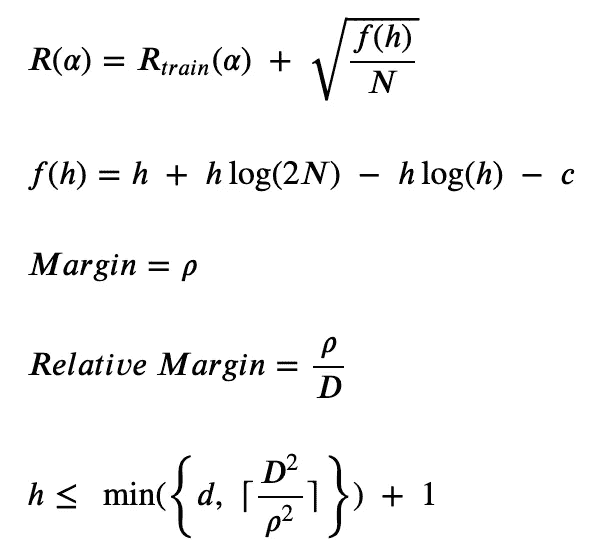 R(α) = R_train(α) + √(f(h)/N)
f(h) = h + h log(2N) − h log(h) − c
Margin = ρ
Relative Margin = ρ/D
h ≤ min({d, ⌈D²/ρ²⌉}) + 1